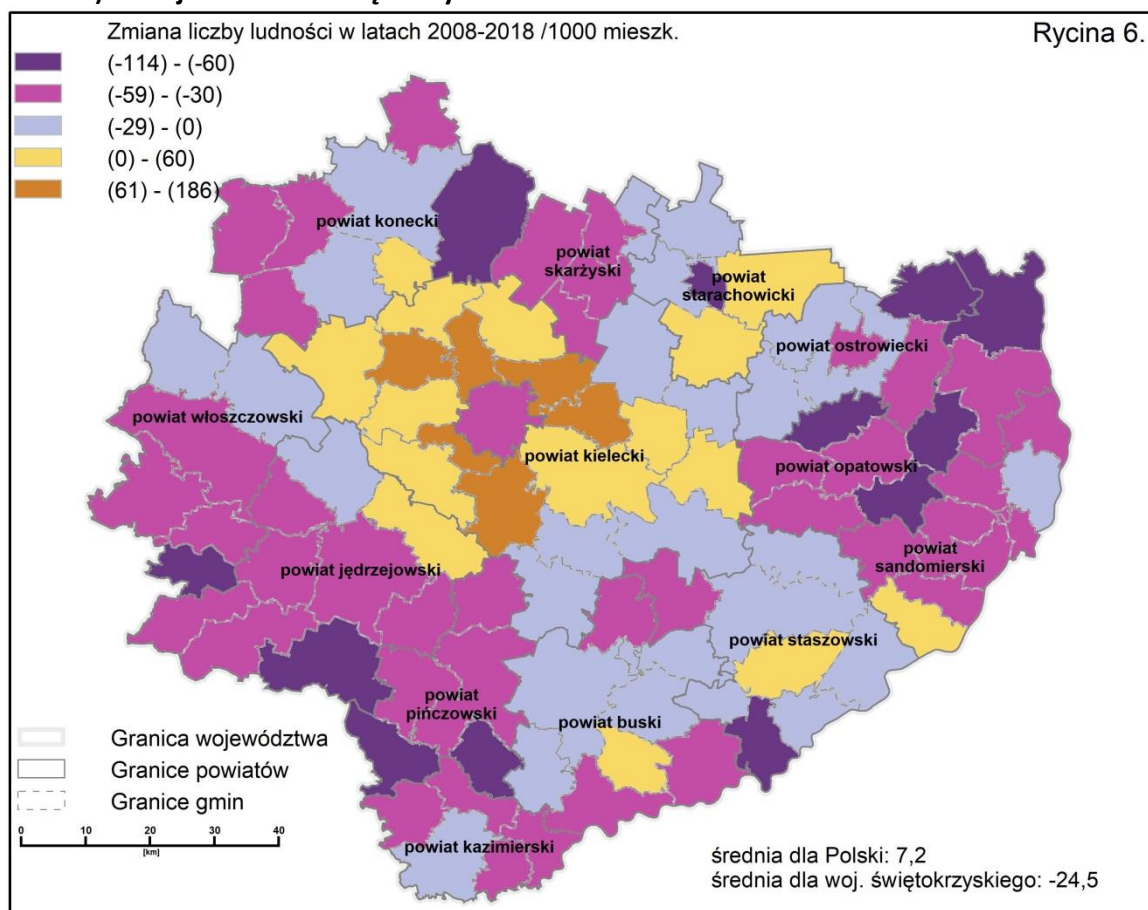 Zmiana liczby ludności w latach 2008-2018 /1000 mieszk.
Rycina 6.
(-114) - (-60)
(-59) - (-30)
(-29) - (0)
(0) - (60)
(61) - (186)
powiat konecki
powiat
skarżyski
powiat
starachowicki
powiat ostrowiecki
powiat włoszczowski
powiat kielecki
powiat opatowski
powiat jędrzejowski
powiat
sandomierski
powiat staszowski
powiat
pińczowski
powiat buski
powiat kazimierski
Granica województwa
Granice powiatów
Granice gmin
0 10 20 30 40
[km]
średnia dla Polski: 7,2
średnia dla woj. świętokrzyskiego: -24,5